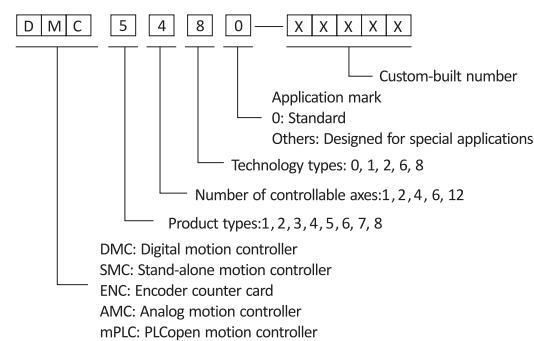 D M C 5 4 8 0 — X X X X X
Custom-built number
Application mark
0: Standard
Others: Designed for special applications
Technology types: 0, 1, 2, 6, 8
Number of controllable axes:1, 2, 4, 6, 12
Product types:1, 2, 3, 4, 5, 6, 7, 8
DMC: Digital motion controller
SMC: Stand-alone motion controller
ENC: Encoder counter card
AMC: Analog motion controller
mPLC: PLCopen motion controller